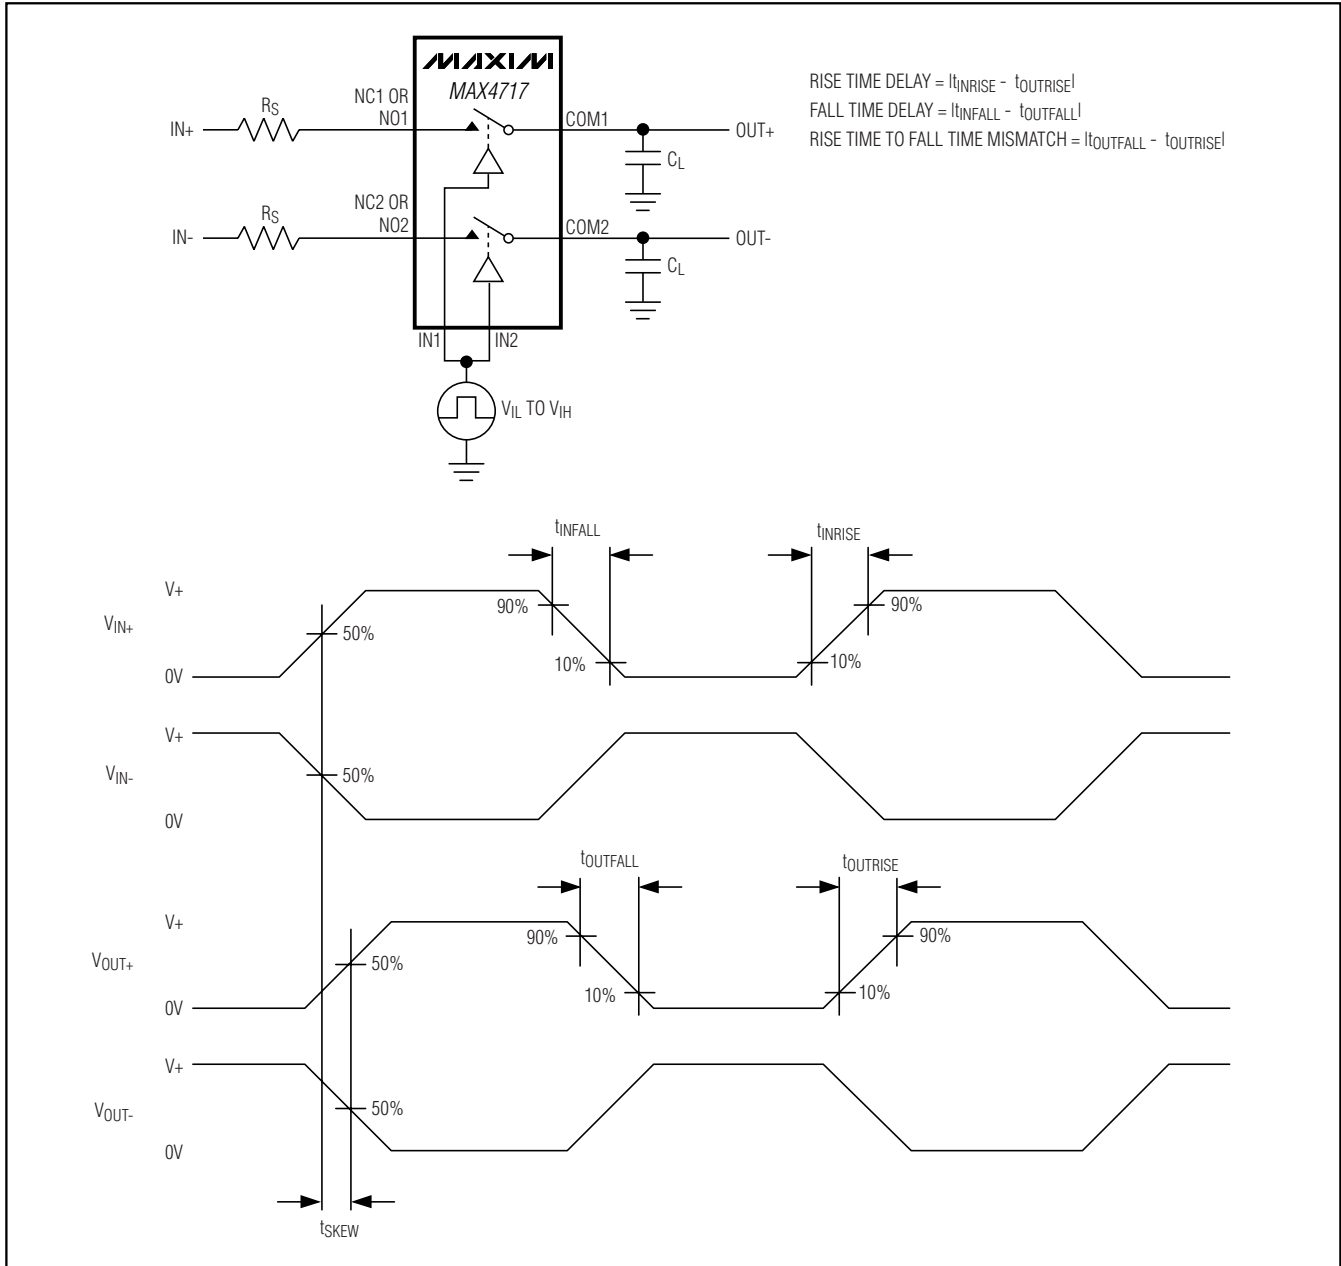 MAXIM
MAX4717
NC1 OR
NO1
RS
IN+
COM1
OUT+
CL
NC2 OR
NO2
RS
IN-
COM2
OUT-
CL
IN1
IN2
VIL TO VIH
RISE TIME DELAY = |tINRISE - tOUTRISE|
FALL TIME DELAY = |tINFALL - tOUTFALL|
RISE TIME TO FALL TIME MISMATCH = |tOUTFALL - tOUTRISE|
tINFALL
tINRISE
V+
VIN+
0V
50%
90%
10%
10%
90%
V+
VIN-
0V
50%
tOUTFALL
tOUTRISE
V+
VOUT+
0V
50%
90%
10%
10%
90%
V+
VOUT-
0V
50%
tSKEW